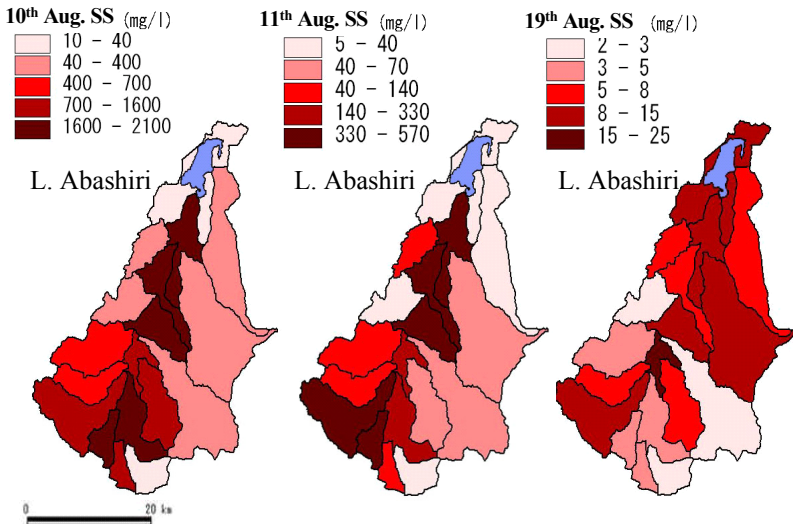 10th Aug. SS (mg/l)
10 - 40
40 - 400
400 - 700
700 - 1600
1600 - 2100
L. Abashiri
11th Aug. SS (mg/l)
5 - 40
40 - 70
40 - 140
140 - 330
330 - 570
L. Abashiri
19th Aug. SS (mg/l)
2 - 3
3 - 5
5 - 8
8 - 15
15 - 25
L. Abashiri
0 20 km